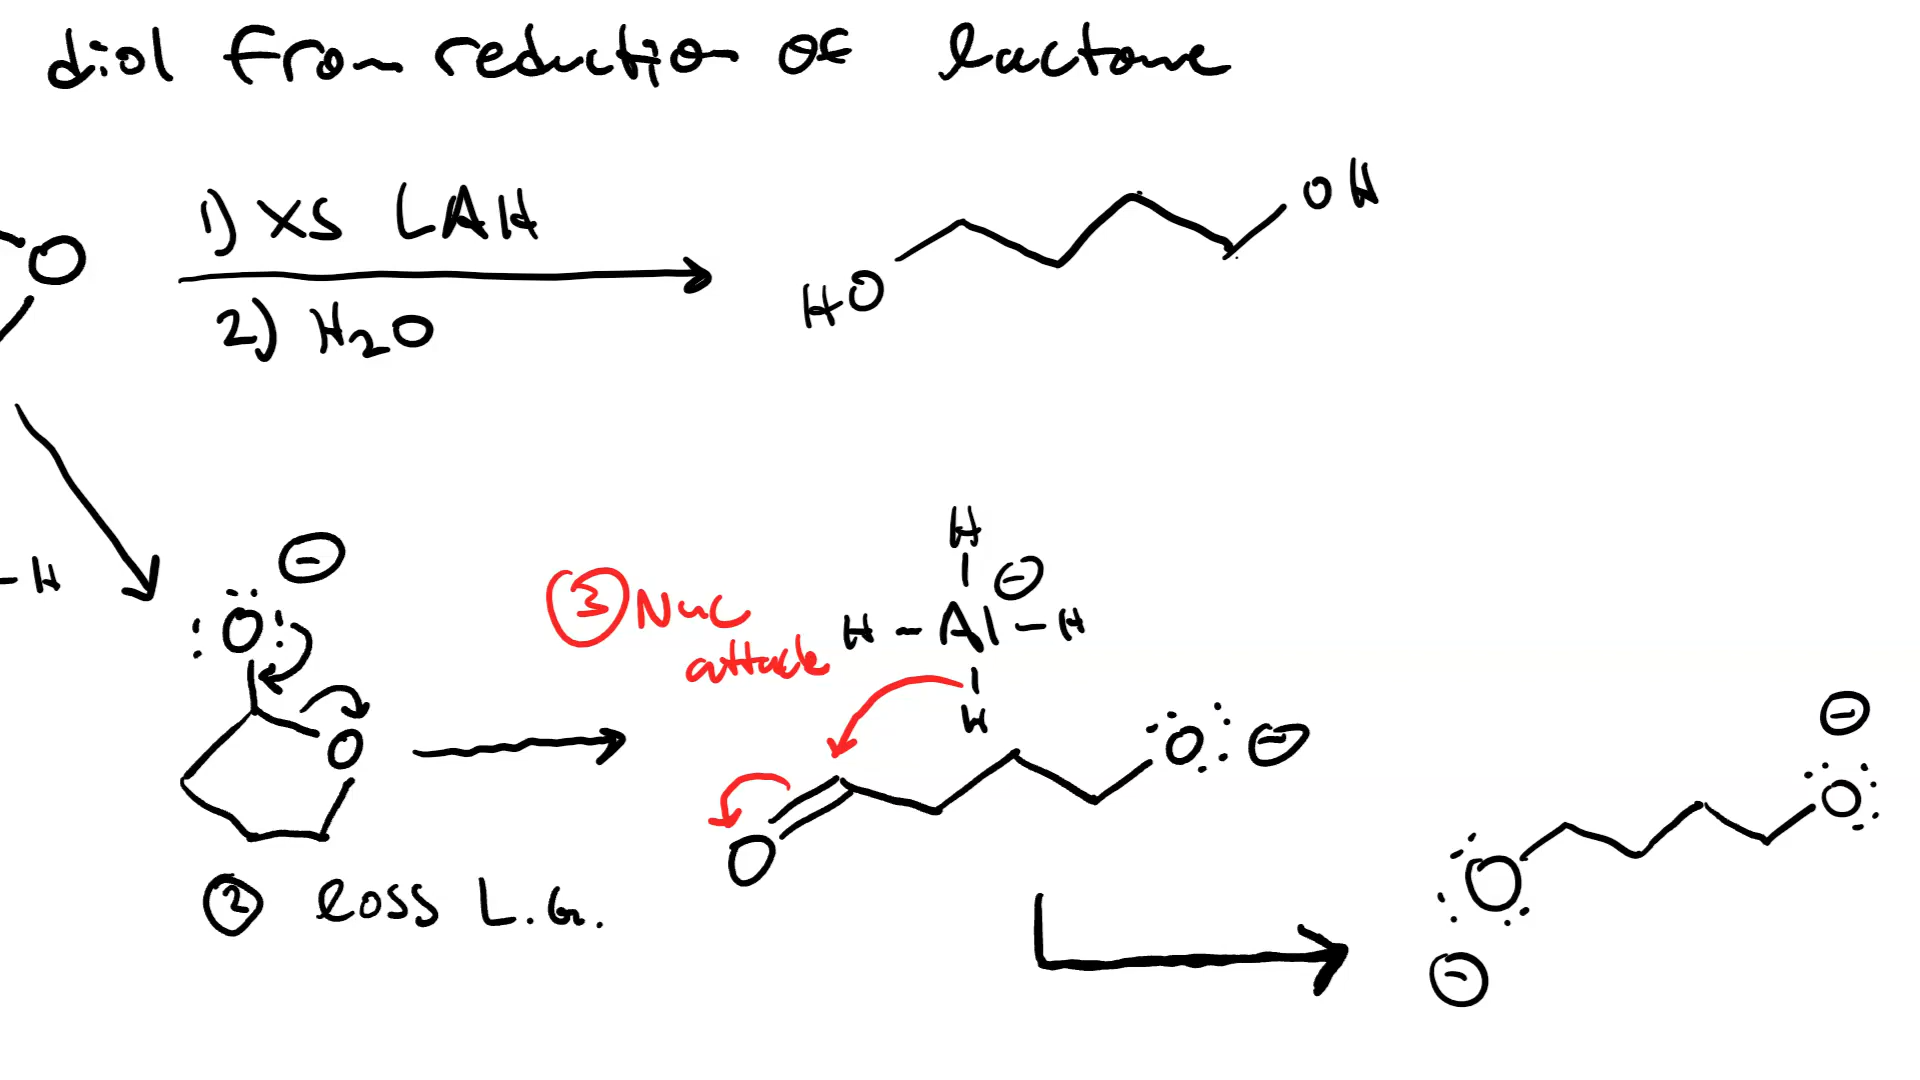 diol from reduction of lactone
1) XS LAH
2) H2O
O
HO
OH
-H
O
O
② loss L.G.
③ Nuc
attack
H
H-Al-H
H
O
O
O
O